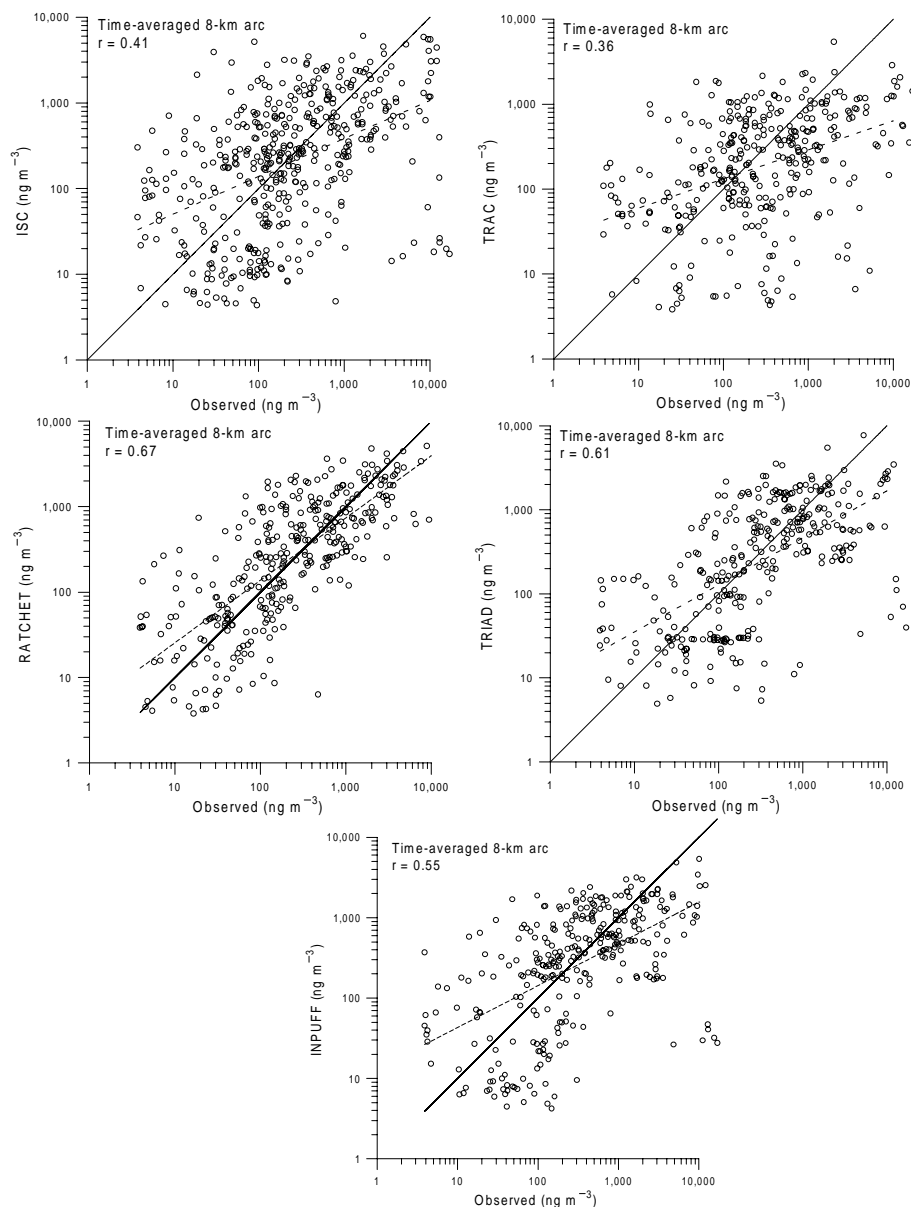 Time-averaged 8-km arc
r = 0.41
10,000
1,000
100
10
1
ISC (ng m−3)
1
10
100
1,000
10,000
Observed (ng m−3)
Time-averaged 8-km arc
r = 0.36
10,000
1,000
100
10
1
TRAC (ng m−3)
1
10
100
1,000
10,000
Observed (ng m−3)
Time-averaged 8-km arc
r = 0.67
10,000
1,000
100
10
1
RATCHET (ng m−3)
1
10
100
1,000
10,000
Observed (ng m−3)
Time-averaged 8-km arc
r = 0.61
10,000
1,000
100
10
1
TRIAD (ng m−3)
1
10
100
1,000
10,000
Observed (ng m−3)
Time-averaged 8-km arc
r = 0.55
10,000
1,000
100
10
1
INPUFF (ng m−3)
1
10
100
1,000
10,000
Observed (ng m−3)